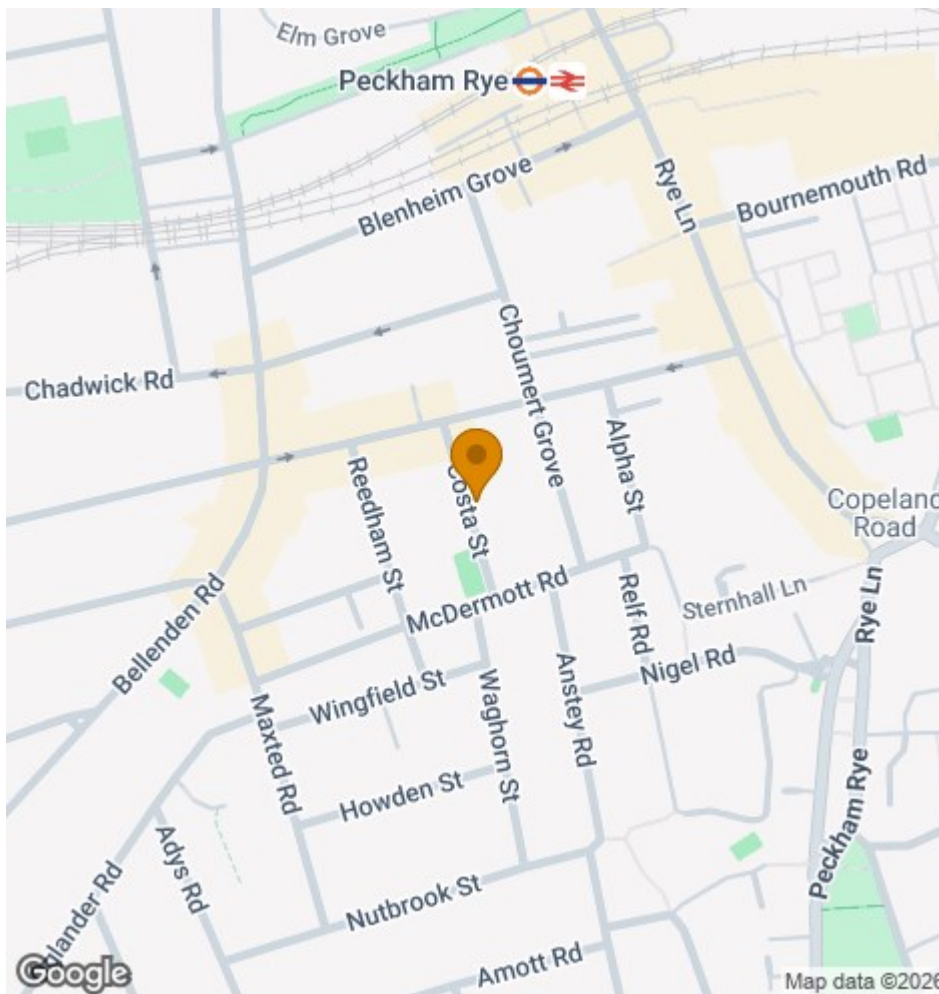 Elm Grove
Peckham Rye
Blenheim Grove
Rye Ln
Bournemouth Rd
Chadwick Rd
Choumert Grove
Alpha St
Reedham St
Costa St
Copeland
Road
Bellenden Rd
McDermott Rd
Relf Rd
Sternhall Ln
Rye Ln
Nigel Rd
Wingfield St
Waghorn St
Anstey Rd
Maxted Rd
Howden St
Peckham Rye
Adys Rd
Nutbrook St
Amott Rd
Google
Map data ©2026